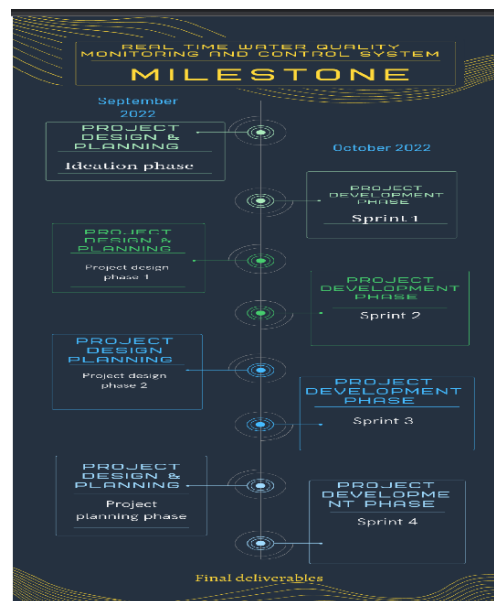 REAL TIME WATER QUALITY
MONITORING AND CONTROL SYSTEM
MILESTONE
September
2022
PROJECT
DESIGN &
PLANNING
Ideation phase
October 2022
PROJECT
DEVELOPMENT
PHASE
Sprint 1
PROJECT
DESIGN &
PLANNING
Project design
phase 1
PROJECT
DEVELOPMENT
PHASE
Sprint 2
PROJECT
DESIGN
PLANNING
Project design
phase 2
PROJECT
DEVELOPMENT
PHASE
Sprint 3
PROJECT
DESIGN &
PLANNING
Project
planning phase
PROJECT
DEVELOPME
NT PHASE
Sprint 4
Final deliverables